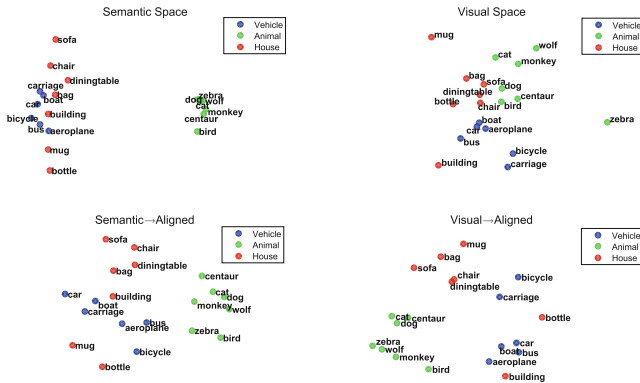 Semantic Space
Vehicle
Animal
House
sofa
chair
diningtable
carriage
bag
boat
car
building
bicycle
bus
aeroplane
mug
bottle
zebra
dog
wolf
cat
monkey
centaur
bird
Visual Space
Vehicle
Animal
House
mug
wolf
cat
monkey
bag
sofa
dog
diningtable
centaur
bottle
chair
bird
boat
zebra
car
aeroplane
bus
bicycle
building
carriage
Semantic→Aligned
Vehicle
Animal
House
sofa
chair
diningtable
bag
centaur
car
building
cat
dog
boat
monkey
carriage
wolf
bus
aeroplane
zebra
mug
bird
bicycle
bottle
Visual→Aligned
Vehicle
Animal
House
mug
bag
sofa
chair
bicycle
diningtable
carriage
cat
centaur
bottle
dog
zebra
car
wolf
boat
bus
monkey
aeroplane
bird
building